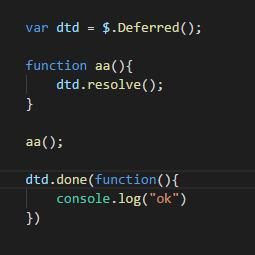 var dtd = $.Deferred();
function aa(){
    dtd.resolve();
}
aa();
dtd.done(function(){
    console.log("ok")
})